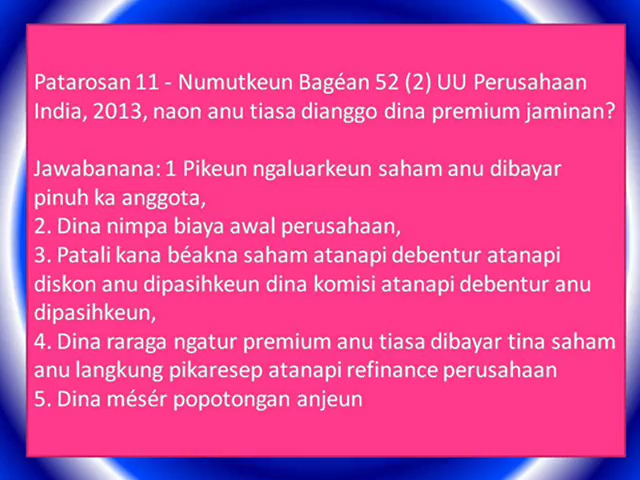 Patarosan 11 - Numutkeun Bagéan 52 (2) UU Perusahaan
India, 2013, naon anu tiasa dianggo dina premium jaminan?
Jawabanana: 1 Pikeun ngaluarkeun saham anu dibayar
pinuh ka anggota,
2. Dina nimpa biaya awal perusahaan,
3. Patali kana béakna saham atanapi debentur atanapi
diskon anu dipasihkeun dina komisi atanapi debentur anu
dipasihkeun,
4. Dina raraga ngatur premium anu tiasa dibayar tina saham
anu langkung pikaresep atanapi refinance perusahaan
5. Dina mésér popotongan anjeun